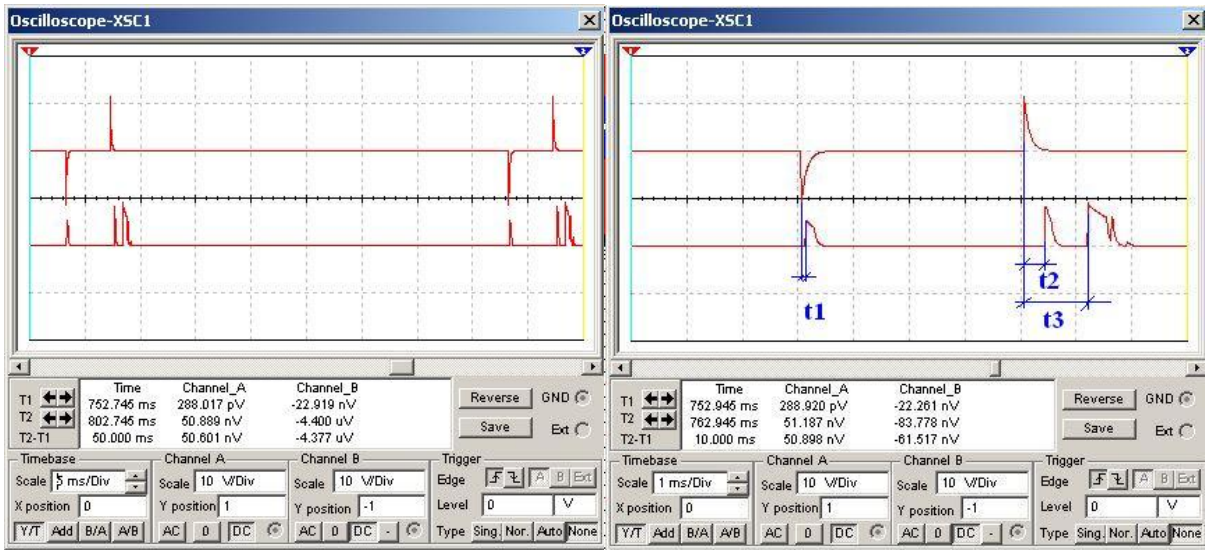 Oscilloscope-XSC1
1
2
T1
T2
T2-T1
Time Channel_A Channel_B
752.745 ms 288.017 pV -22.919 nV
802.745 ms 50.889 nV -4.400 uV
50.000 ms 50.601 nV -4.377 uV
Reverse
Save
GND
Ext
Timebase
Scale 5 ms/Div
X position 0
Y/T Add B/A A/B
Channel A
Scale 10 V/Div
Y position 1
AC 0 DC
Channel B
Scale 10 V/Div
Y position -1
AC 0 DC -
Trigger
Edge A B Ext
Level 0 V
Type Sing. Nor. Auto None
Oscilloscope-XSC1
1
2
t1
t2
t3
T1
T2
T2-T1
Time Channel_A Channel_B
752.945 ms 288.920 pV -22.261 nV
762.945 ms 51.187 nV -83.778 nV
10.000 ms 50.898 nV -61.517 nV
Reverse
Save
GND
Ext
Timebase
Scale 1 ms/Div
X position 0
Y/T Add B/A A/B
Channel A
Scale 10 V/Div
Y position 1
AC 0 DC
Channel B
Scale 10 V/Div
Y position -1
AC 0 DC -
Trigger
Edge A B Ext
Level 0 V
Type Sing. Nor. Auto None